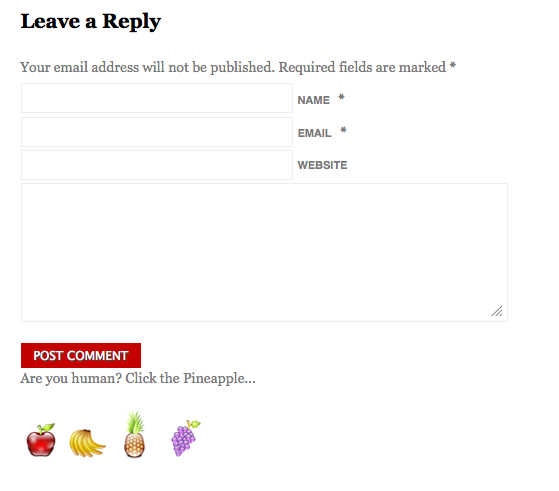 Leave a Reply
Your email address will not be published. Required fields are marked *
NAME *
EMAIL *
WEBSITE
POST COMMENT
Are you human? Click the Pineapple...